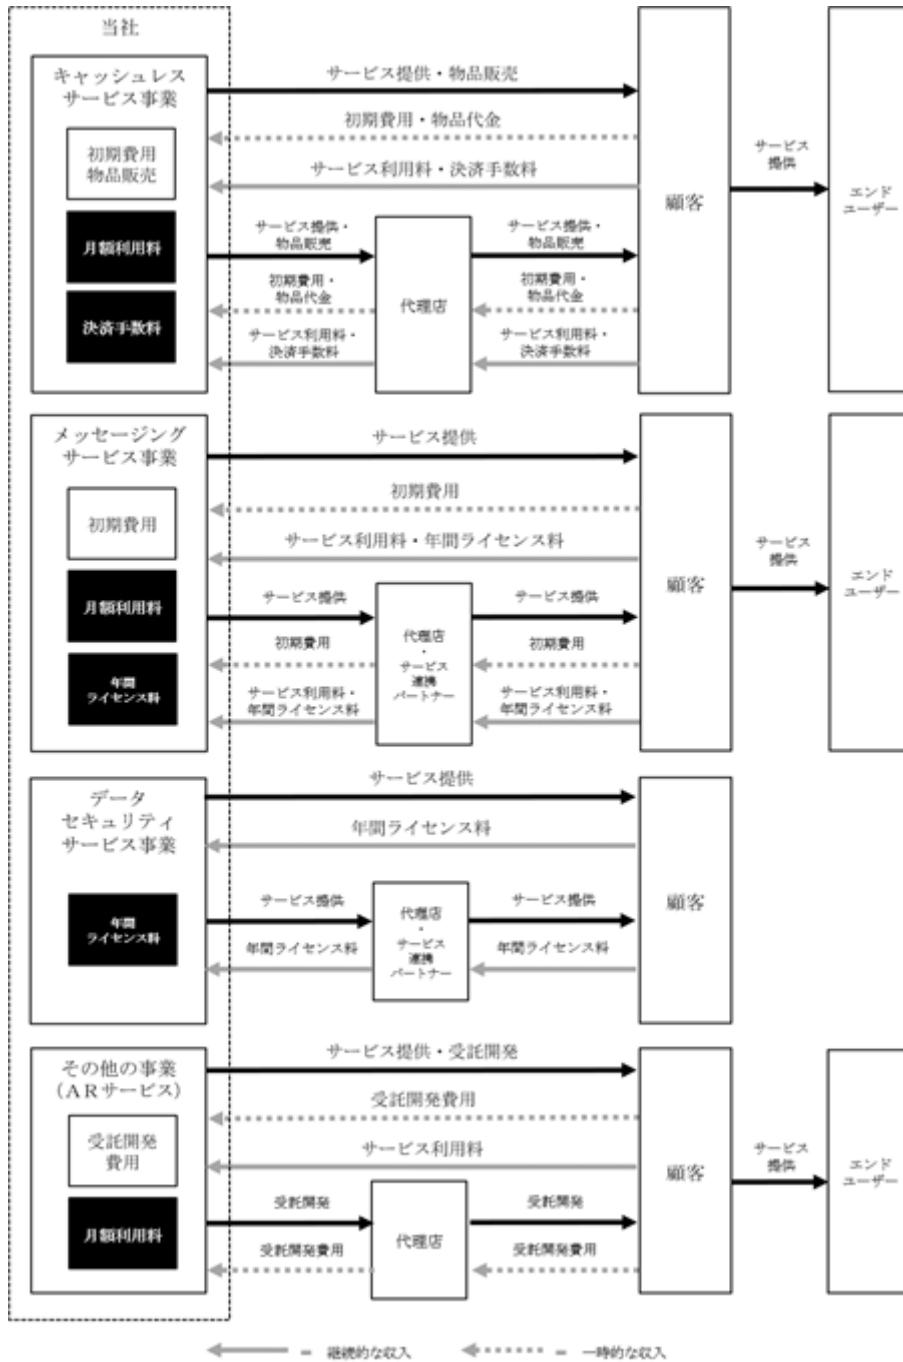 当社
キャッシュレス
サービス事業
初期費用
物品販売
月額利用料
決済手数料
サービス提供・物品販売
初期費用・物品代金
サービス利用料・決済手数料
サービス提供・
物品販売
初期費用・
物品代金
サービス利用料・
決済手数料
代理店
サービス提供・
物品販売
初期費用・
物品代金
サービス利用料・
決済手数料
顧客
サービス
提供
エンド
ユーザー
メッセージング
サービス事業
初期費用
月額利用料
年間
ライセンス料
サービス提供
初期費用
サービス利用料・年間ライセンス料
サービス提供
初期費用
サービス利用料・
年間ライセンス料
代理店
・
サービス
連携
パートナー
サービス提供
初期費用
サービス利用料・
年間ライセンス料
顧客
サービス
提供
エンド
ユーザー
データ
セキュリティ
サービス事業
年間
ライセンス料
サービス提供
年間ライセンス料
サービス提供
年間ライセンス料
代理店
・
サービス
連携
パートナー
サービス提供
年間ライセンス料
顧客
その他の事業
(ARサービス)
受託開発
費用
月額利用料
サービス提供・受託開発
受託開発費用
サービス利用料
受託開発
受託開発費用
代理店
受託開発
受託開発費用
顧客
サービス
提供
エンド
ユーザー
= 継続的な収入
= 一時的な収入